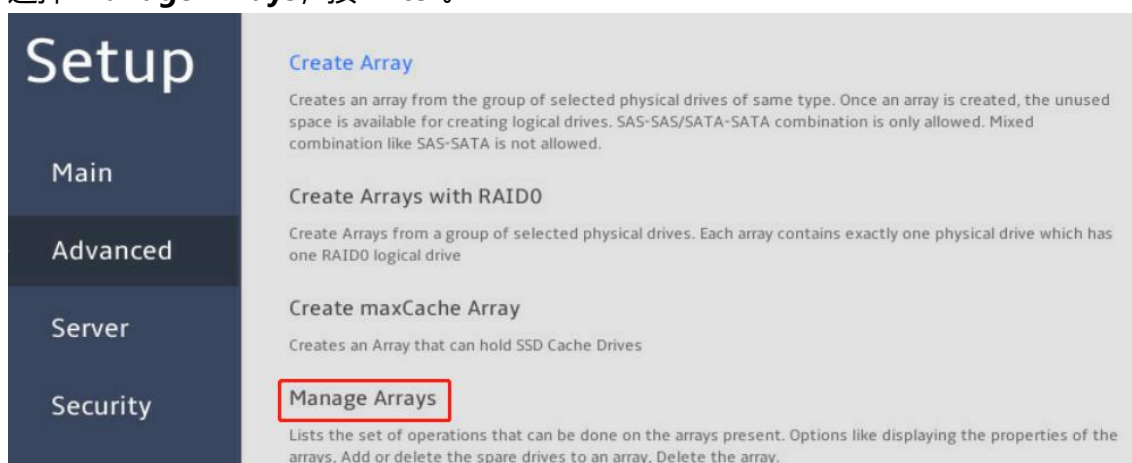 选择 Manage Arrays，按 Enter。
Setup
Main
Advanced
Server
Security
Create Array
Creates an array from the group of selected physical drives of same type. Once an array is created, the unused
space is available for creating logical drives. SAS-SAS/SATA-SATA combination is only allowed. Mixed
combination like SAS-SATA is not allowed.
Create Arrays with RAID0
Create Arrays from a group of selected physical drives. Each array contains exactly one physical drive which has
one RAID0 logical drive
Create maxCache Array
Creates an Array that can hold SSD Cache Drives
Manage Arrays
Lists the set of operations that can be done on the arrays present. Options like displaying the properties of the
arrays, Add or delete the spare drives to an array, Delete the array.